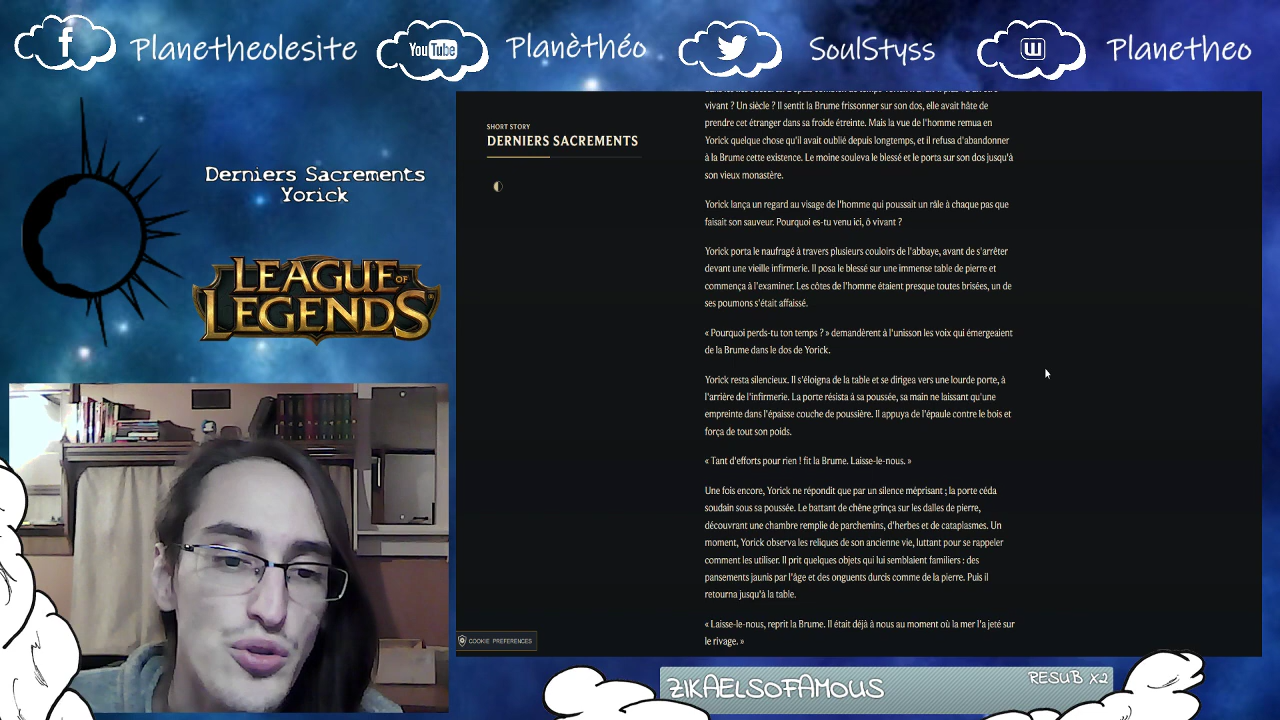 Planetheolesite
You Tube
Planèthéo
SoulStyss
Planetheo
Derniers Sacrements
Yorick
LEAGUE OF
LEGENDS
SHORT STORY
DERNIERS SACREMENTS
vivant ? Un siècle ? Il sentit la Brume frissonner sur son dos, elle avait hâte de
prendre cet étranger dans sa froide étreinte. Mais la vue de l'homme remua en
Yorick quelque chose qu'il avait oublié depuis longtemps, et il refusa d'abandonner
à la Brume cette existence. Le moine souleva le blessé et le porta sur son dos jusqu'à
son vieux monastère.
Yorick lança un regard au visage de l'homme qui poussait un râle à chaque pas que
faisait son sauveur. Pourquoi es-tu venu ici, ô vivant ?
Yorick porta le naufragé à travers plusieurs couloirs de l'abbaye, avant de s'arrêter
devant une vieille infirmerie. Il posa le blessé sur une immense table de pierre et
commença à l'examiner. Les côtes de l'homme étaient presque toutes brisées, un de
ses poumons s'était affaissé.
« Pourquoi perds-tu ton temps ? » demandèrent à l'unisson les voix qui émergeaient
de la Brume dans le dos de Yorick.
Yorick resta silencieux. Il s'éloigna de la table et se dirigea vers une lourde porte, à
l'arrière de l'infirmerie. La porte résista à sa poussée, sa main ne laissant qu'une
empreinte dans l'épaisse couche de poussière. Il appuya de l'épaule contre le bois et
força de tout son poids.
« Tant d'efforts pour rien ! fit la Brume. Laisse-le-nous. »
Une fois encore, Yorick ne répondit que par un silence méprisant ; la porte céda
soudain sous sa poussée. Le battant de chêne grinça sur les dalles de pierre,
découvrant une chambre remplie de parchemins, d'herbes et de cataplasmes. Un
moment, Yorick observa les reliques de son ancienne vie, luttant pour se rappeler
comment les utiliser. Il prit quelques objets qui lui semblaient familiers : des
pansements jaunis par l'âge et des onguents durcis comme de la pierre. Puis il
retourna jusqu'à la table.
« Laisse-le-nous, reprit la Brume. Il était déjà à nous au moment où la mer l'a jeté sur
le rivage. »
COOKIE PREFERENCES
ZIKAELSOFAMOUS
RESUB X2